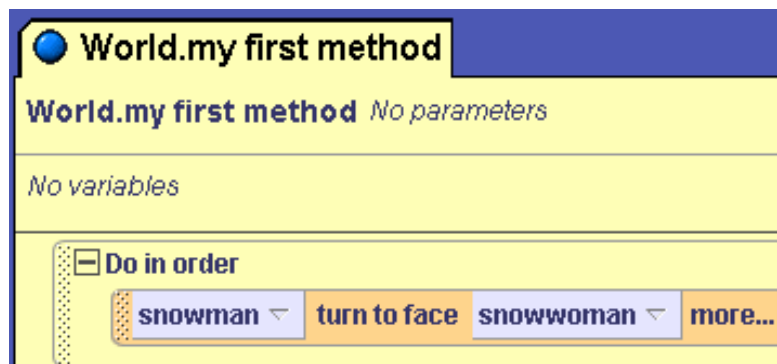 World.my first method
World.my first method No parameters
No variables
Do in order
snowman turn to face snowwoman more...